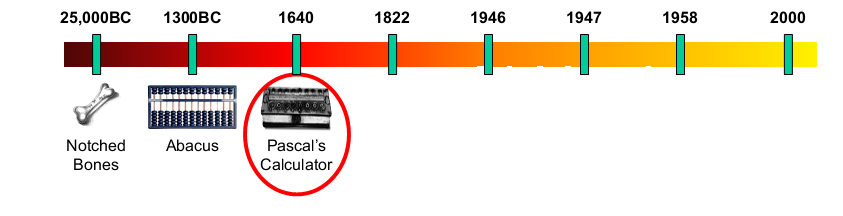 25,000BC 1300BC 1640 1822 1946 1947 1958 2000
Notched Bones
Abacus
Pascal's Calculator